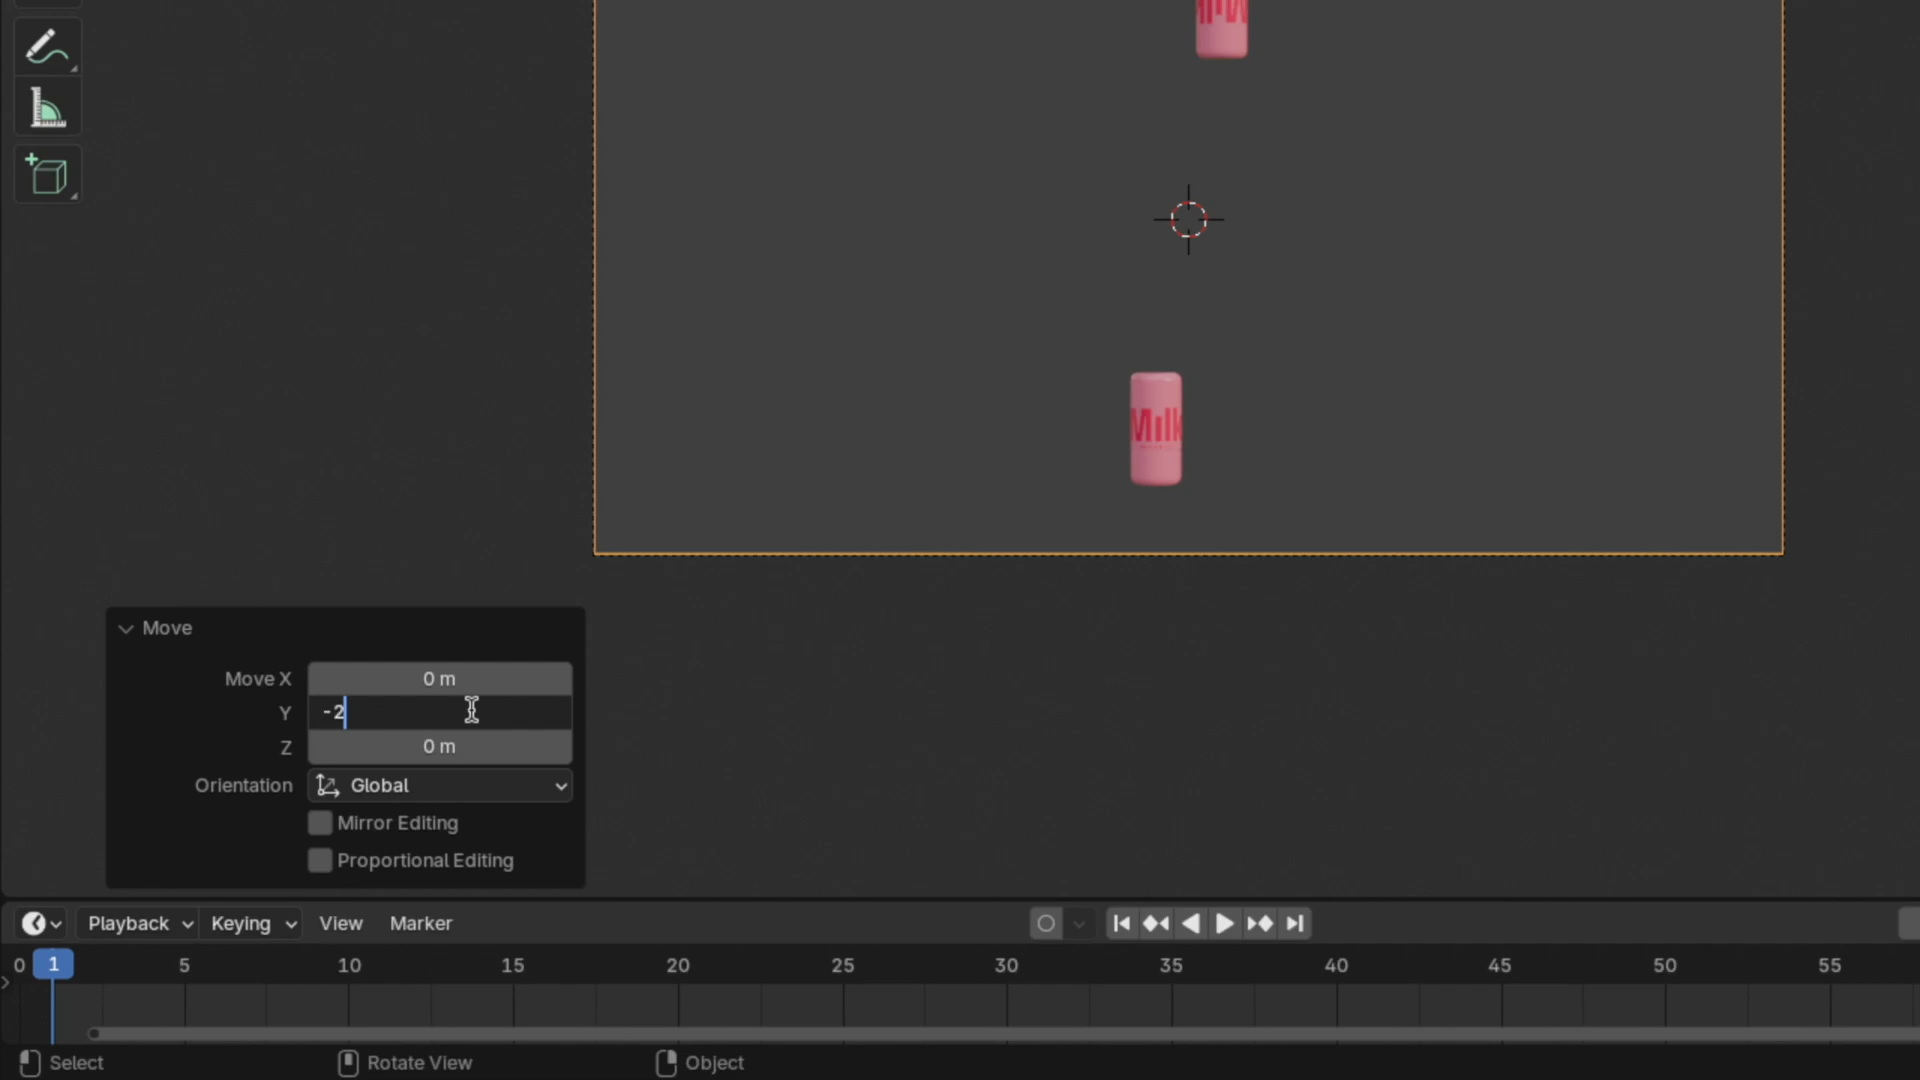 Milk
Move
Move X 0 m
Y -2
Z 0 m
Orientation Global
Mirror Editing
Proportional Editing
Playback Keying View Marker
0 1 5 10 15 20 25 30 35 40 45 50 55
Select Rotate View Object